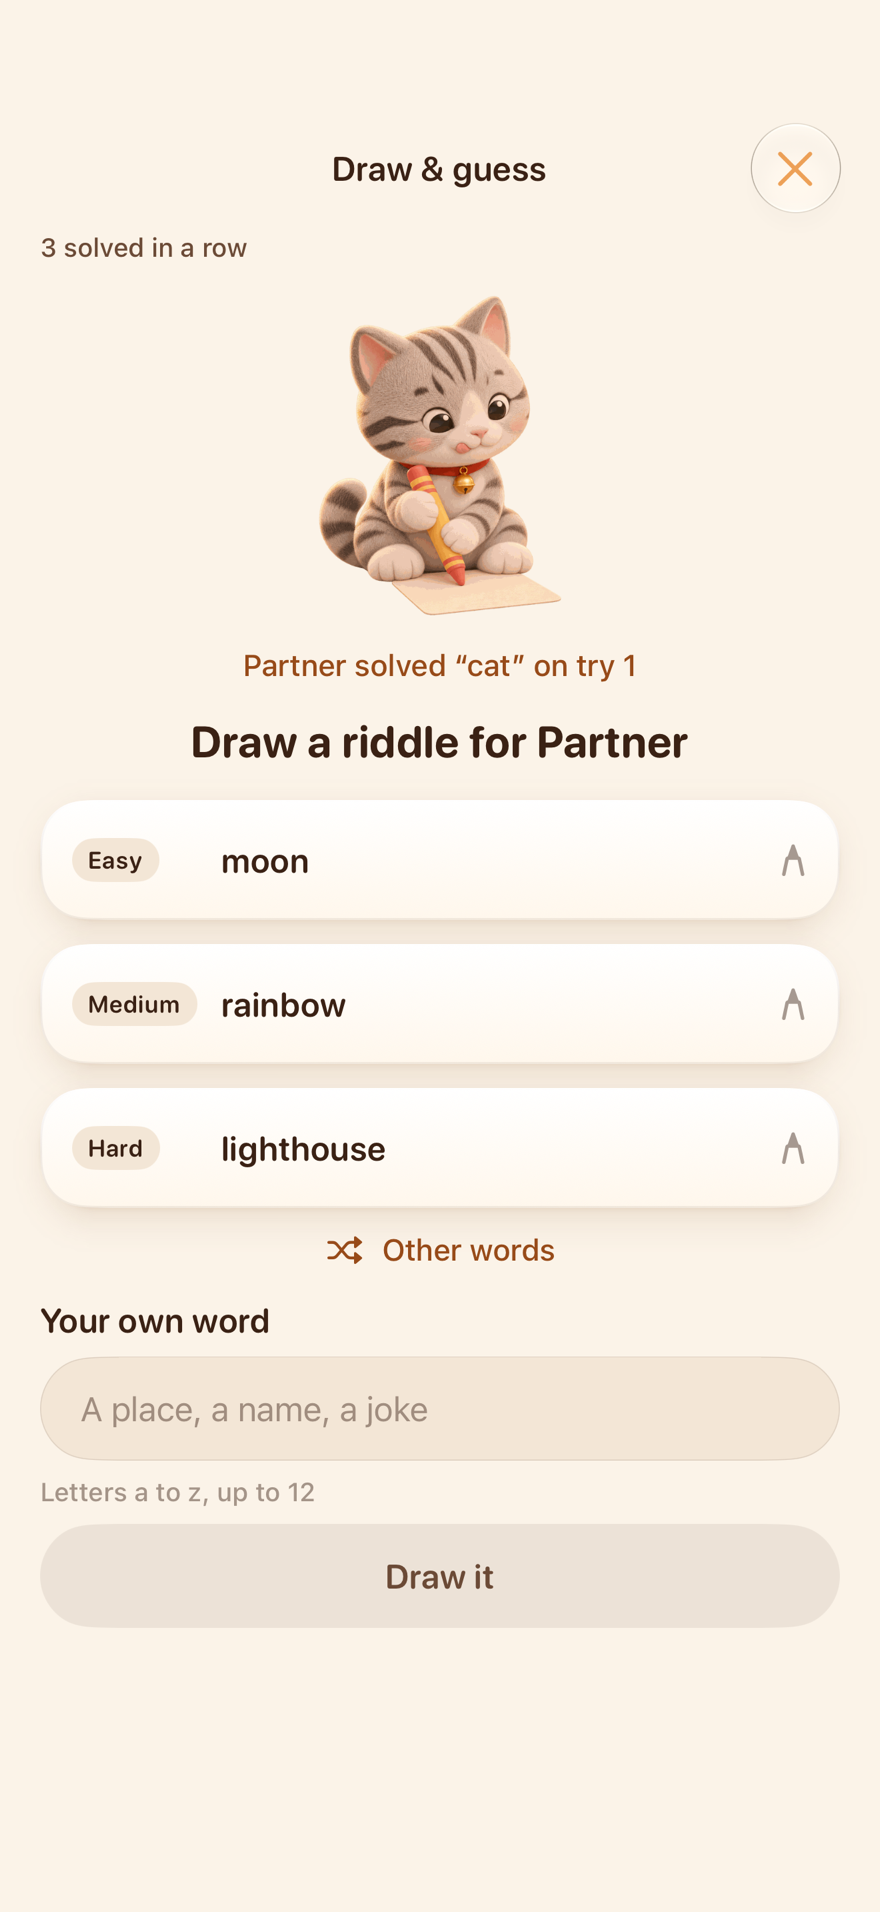 Draw & guess
3 solved in a row
Partner solved “cat” on try 1
Draw a riddle for Partner
Easy moon
Medium rainbow
Hard lighthouse
Other words
Your own word
A place, a name, a joke
Letters a to z, up to 12
Draw it